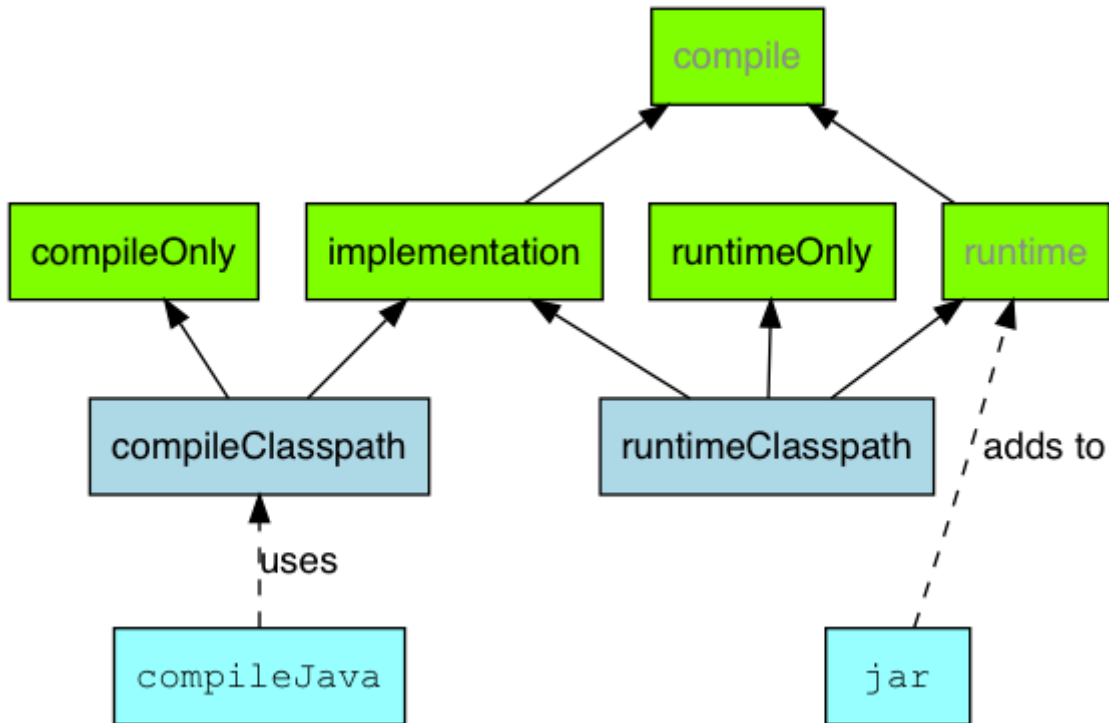 compile
compileOnly
implementation
runtimeOnly
runtime
compileClasspath
runtimeClasspath
adds to
uses
compileJava
jar